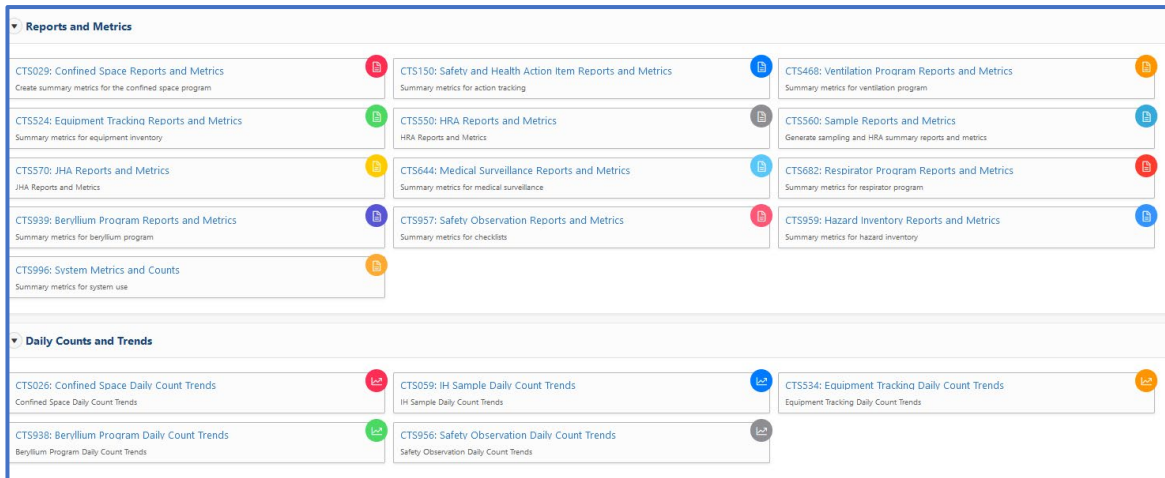 Reports and Metrics
CTS029: Confined Space Reports and Metrics
Create summary metrics for the confined space program
CTS150: Safety and Health Action Item Reports and Metrics
Summary metrics for action tracking
CTS468: Ventilation Program Reports and Metrics
Summary metrics for ventilation program
CTS524: Equipment Tracking Reports and Metrics
Summary metrics for equipment inventory
CTS550: HRA Reports and Metrics
HRA Reports and Metrics
CTS560: Sample Reports and Metrics
Generate sampling and HRA summary reports and metrics
CTS570: JHA Reports and Metrics
JHA Reports and Metrics
CTS644: Medical Surveillance Reports and Metrics
Summary metrics for medical surveillance
CTS682: Respirator Program Reports and Metrics
Summary metrics for respirator program
CTS939: Beryllium Program Reports and Metrics
Summary metrics for beryllium program
CTS957: Safety Observation Reports and Metrics
Summary metrics for checklists
CTS959: Hazard Inventory Reports and Metrics
Summary metrics for hazard inventory
CTS996: System Metrics and Counts
Summary metrics for system use
Daily Counts and Trends
CTS026: Confined Space Daily Count Trends
Confined Space Daily Count Trends
CTS059: IH Sample Daily Count Trends
IH Sample Daily Count Trends
CTS534: Equipment Tracking Daily Count Trends
Equipment Tracking Daily Count Trends
CTS938: Beryllium Program Daily Count Trends
Beryllium Program Daily Count Trends
CTS956: Safety Observation Daily Count Trends
Safety Observation Daily Count Trends